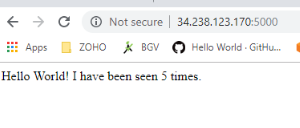 Not secure | 34.238.123.170:5000
Apps ZOHO BGV Hello World · GitHu...
Hello World! I have been seen 5 times.